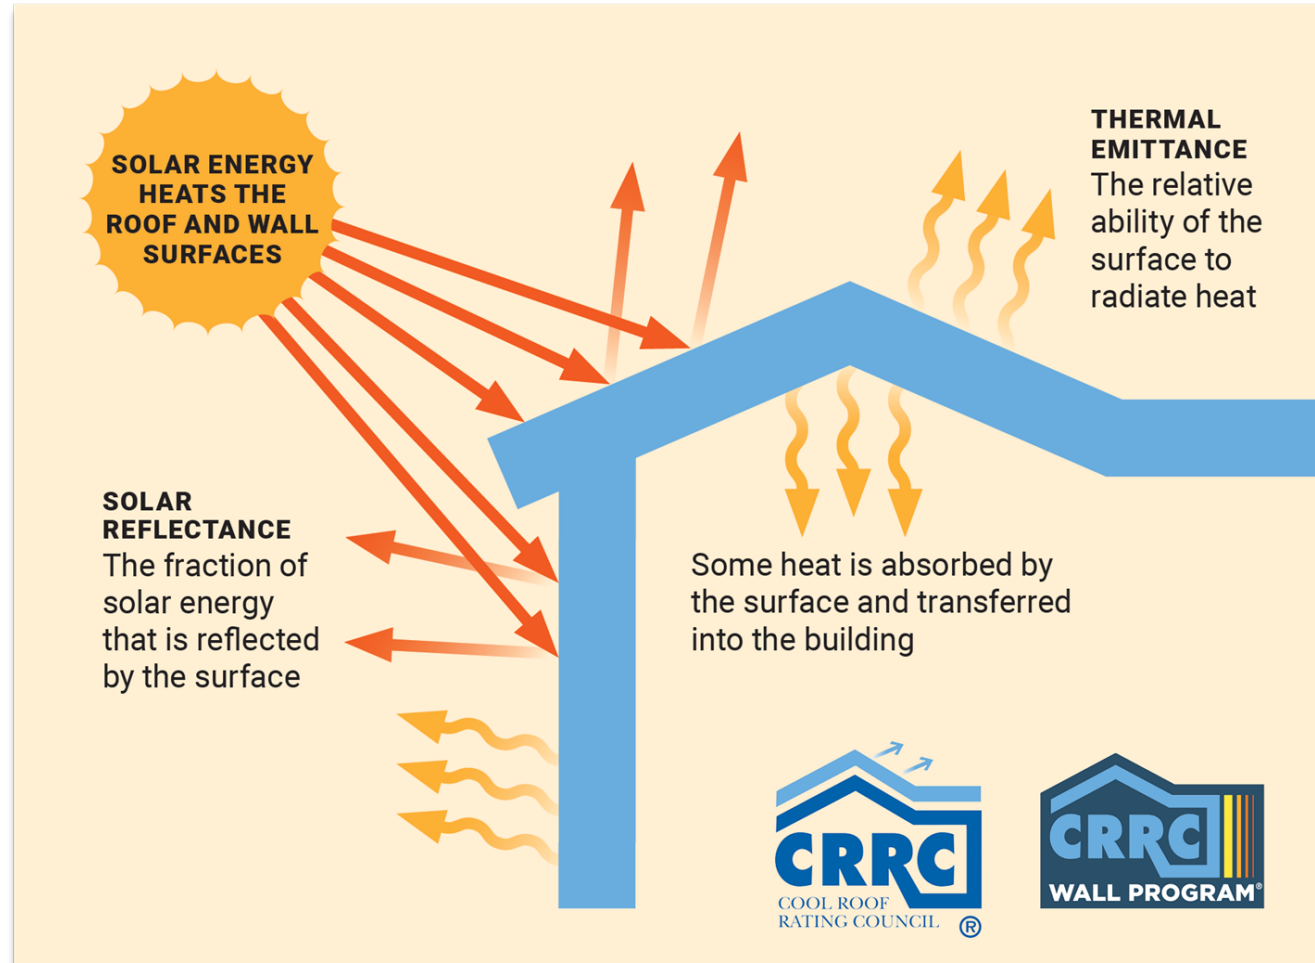 SOLAR ENERGY
HEATS THE
ROOF AND WALL
SURFACES
THERMAL
EMITTANCE
The relative
ability of the
surface to
radiate heat
SOLAR
REFLECTANCE
The fraction of
solar energy
that is reflected
by the surface
Some heat is absorbed by
the surface and transferred
into the building
CRRC
COOL ROOF
RATING COUNCIL ®
CRRC
WALL PROGRAM®